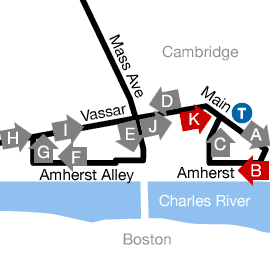 Mass Ave
Cambridge
Vassar
Main
T
H
I
D
E
J
K
A
G
F
C
B
Amherst Alley
Amherst
Charles River
Boston